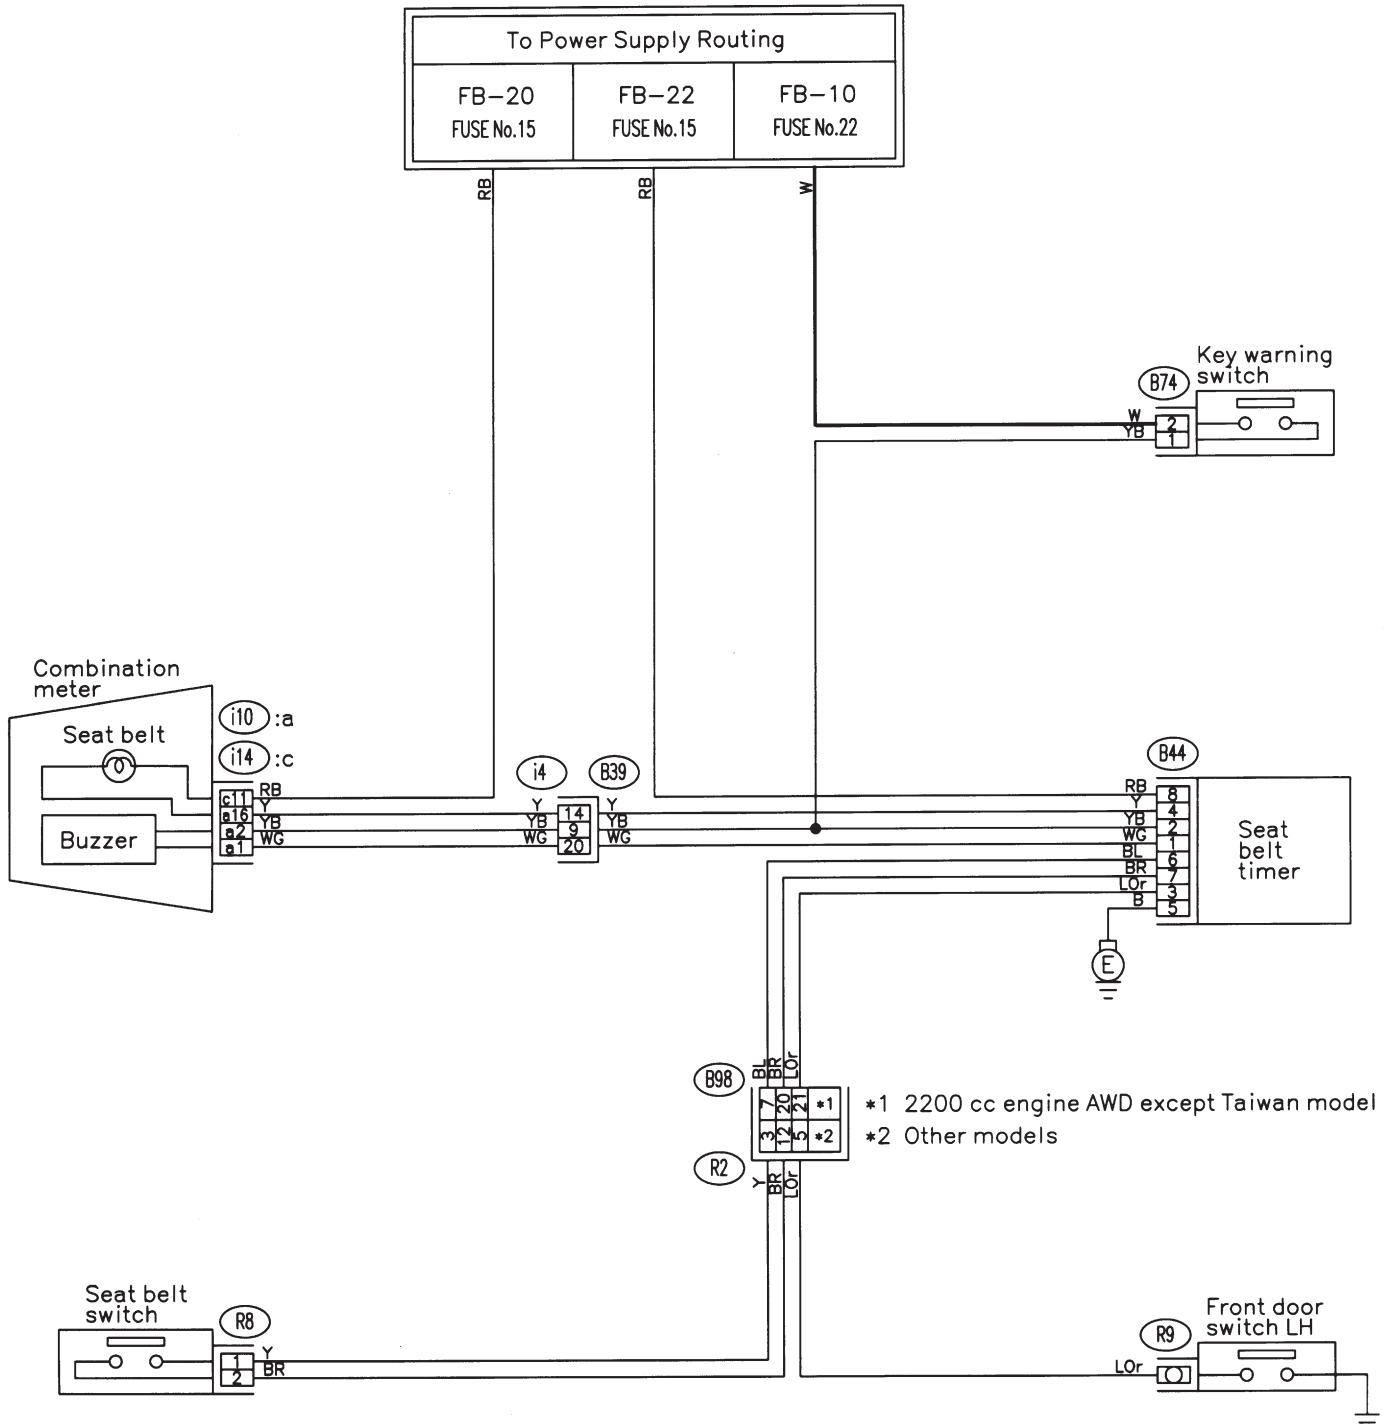 To Power Supply Routing
FB-20
FUSE No.15
FB-22
FUSE No.15
FB-10
FUSE No.22
RB
RB
W
Key warning
switch
B74
W
YB
2
1
Combination
meter
Seat belt
Buzzer
i10 :a
i14 :c
c11
a16
a2
a1
RB
Y
YB
WG
i4
B39
Y
YB
WG
14
9
20
Y
YB
WG
B44
RB
Y
YB
WG
BL
BR
LOr
B
8
4
2
1
6
7
3
5
Seat
belt
timer
E
BL
BR
LOr
B98
7 20 21 *1
3 12 5 *2
R2
Y
BR
LOr
*1 2200 cc engine AWD except Taiwan model
*2 Other models
Seat belt
switch
R8
1
2
Y
BR
Front door
switch LH
R9
LOr